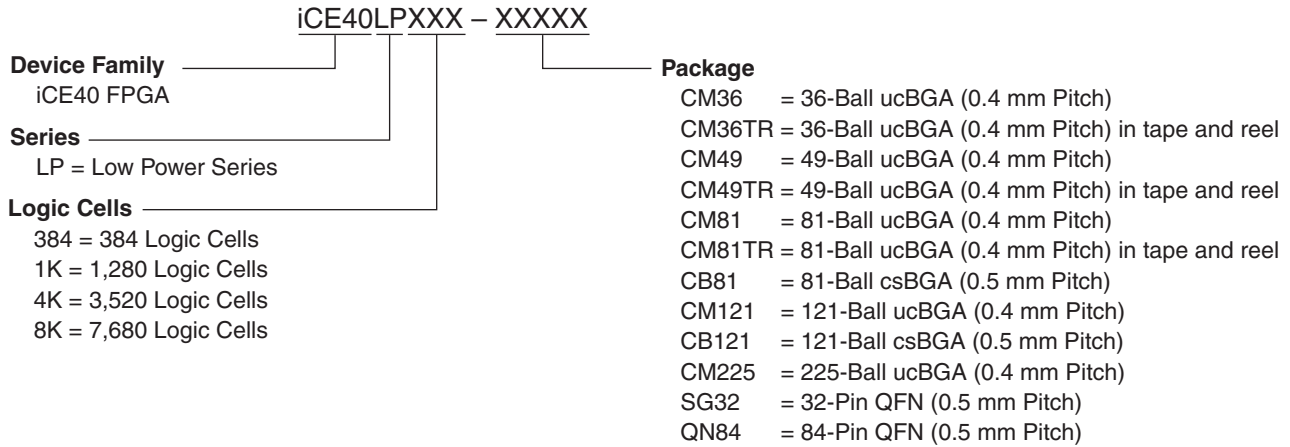 iCE40LPXXX – XXXXX
Device Family
iCE40 FPGA
Series
LP = Low Power Series
Logic Cells
384 = 384 Logic Cells
1K = 1,280 Logic Cells
4K = 3,520 Logic Cells
8K = 7,680 Logic Cells
Package
CM36 = 36-Ball ucBGA (0.4 mm Pitch)
CM36TR = 36-Ball ucBGA (0.4 mm Pitch) in tape and reel
CM49 = 49-Ball ucBGA (0.4 mm Pitch)
CM49TR = 49-Ball ucBGA (0.4 mm Pitch) in tape and reel
CM81 = 81-Ball ucBGA (0.4 mm Pitch)
CM81TR = 81-Ball ucBGA (0.4 mm Pitch) in tape and reel
CB81 = 81-Ball csBGA (0.5 mm Pitch)
CM121 = 121-Ball ucBGA (0.4 mm Pitch)
CB121 = 121-Ball csBGA (0.5 mm Pitch)
CM225 = 225-Ball ucBGA (0.4 mm Pitch)
SG32 = 32-Pin QFN (0.5 mm Pitch)
QN84 = 84-Pin QFN (0.5 mm Pitch)